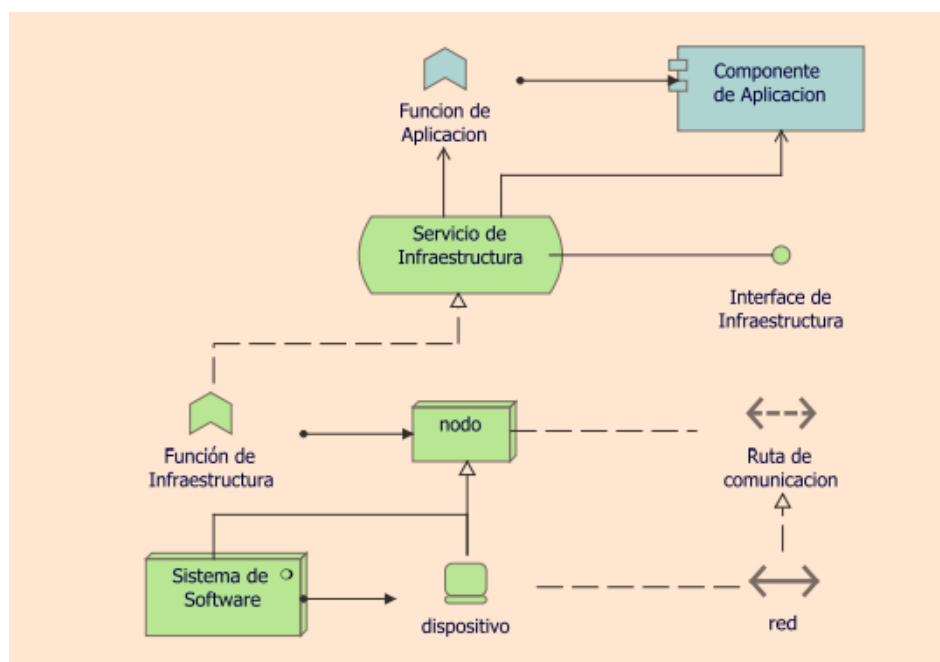 Componente
de Aplicacion
Funcion de
Aplicacion
Servicio de
Infraestructura
Interface de
Infraestructura
nodo
Función de
Infraestructura
Ruta de
comunicacion
Sistema de
Software
dispositivo
red